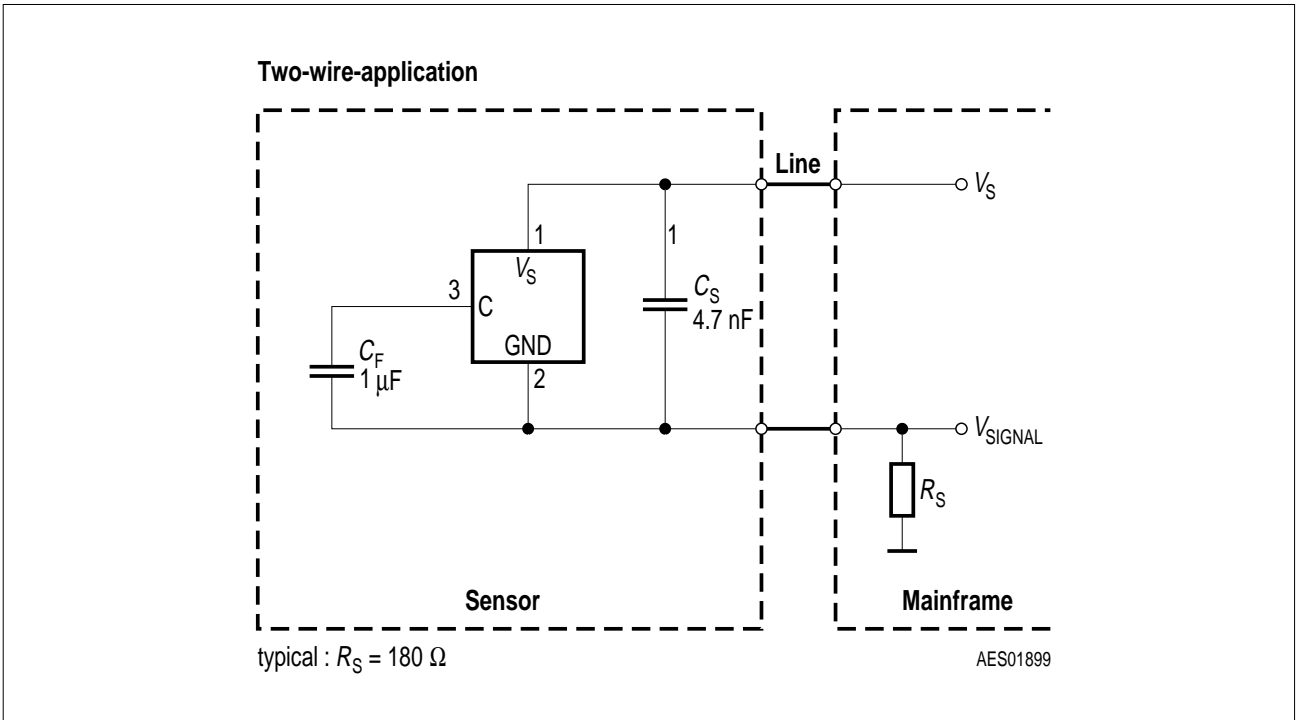 Two-wire-application
Line
V_S
1
1
V_S
3
C
C_S
4.7 nF
GND
C_F
1 μF
2
V_SIGNAL
R_S
Sensor
Mainframe
typical : R_S = 180 Ω
AES01899